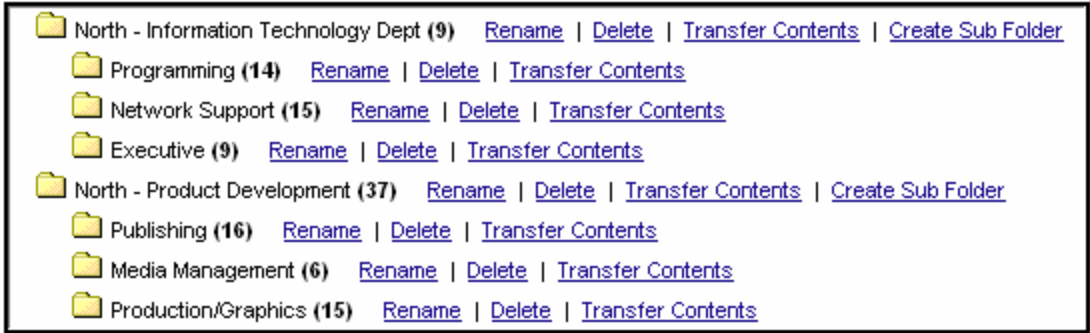 North - Information Technology Dept (9) Rename | Delete | Transfer Contents | Create Sub Folder
Programming (14) Rename | Delete | Transfer Contents
Network Support (15) Rename | Delete | Transfer Contents
Executive (9) Rename | Delete | Transfer Contents
North - Product Development (37) Rename | Delete | Transfer Contents | Create Sub Folder
Publishing (16) Rename | Delete | Transfer Contents
Media Management (6) Rename | Delete | Transfer Contents
Production/Graphics (15) Rename | Delete | Transfer Contents